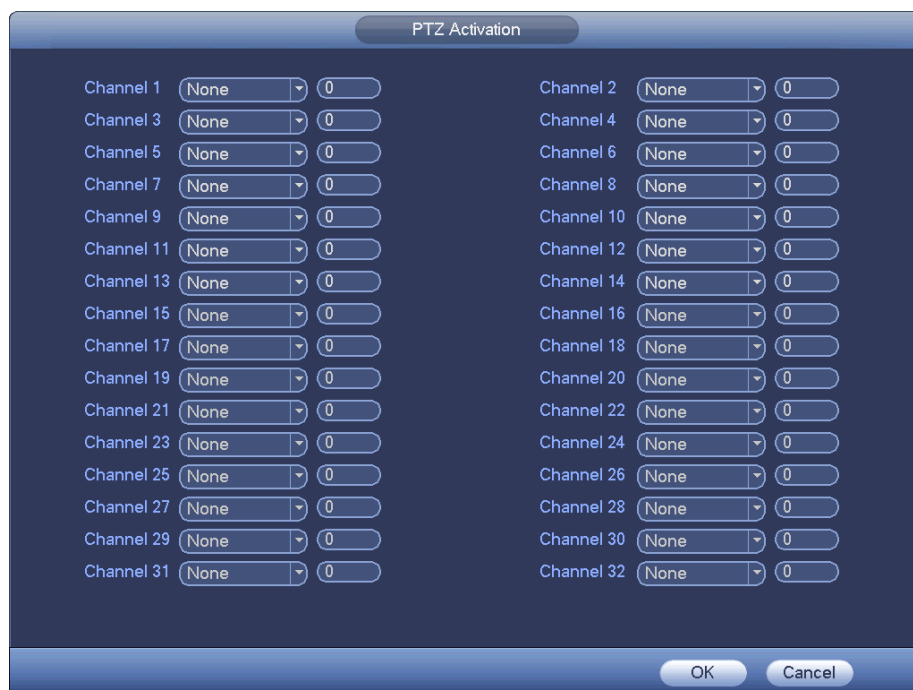 PTZ Activation
Channel 1 None 0 Channel 2 None 0
Channel 3 None 0 Channel 4 None 0
Channel 5 None 0 Channel 6 None 0
Channel 7 None 0 Channel 8 None 0
Channel 9 None 0 Channel 10 None 0
Channel 11 None 0 Channel 12 None 0
Channel 13 None 0 Channel 14 None 0
Channel 15 None 0 Channel 16 None 0
Channel 17 None 0 Channel 18 None 0
Channel 19 None 0 Channel 20 None 0
Channel 21 None 0 Channel 22 None 0
Channel 23 None 0 Channel 24 None 0
Channel 25 None 0 Channel 26 None 0
Channel 27 None 0 Channel 28 None 0
Channel 29 None 0 Channel 30 None 0
Channel 31 None 0 Channel 32 None 0
OK Cancel